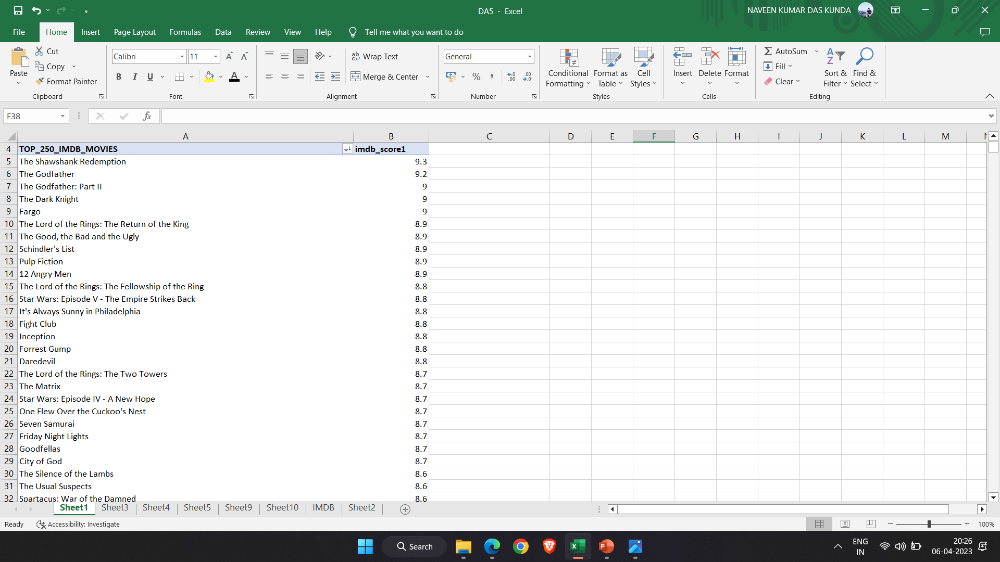 DA5 - Excel
NAVEEN KUMAR DAS KUNDA
File Home Insert Page Layout Formulas Data Review View Help Tell me what you want to do
Paste
Cut
Copy
Format Painter
Clipboard
Calibri 11
B I U
Font
Wrap Text
Merge & Center
Alignment
General
% ,
Number
Conditional Formatting
Format as Table
Cell Styles
Styles
Insert Delete Format
Cells
AutoSum
Fill
Clear
Sort & Filter
Find & Select
Editing
F38 fx
A B C D E F G H I J K L M
4 TOP_250_IMDB_MOVIES imdb_score1
5 The Shawshank Redemption 9.3
6 The Godfather 9.2
7 The Godfather: Part II 9
8 The Dark Knight 9
9 Fargo 9
10 The Lord of the Rings: The Return of the King 8.9
11 The Good, the Bad and the Ugly 8.9
12 Schindler's List 8.9
13 Pulp Fiction 8.9
14 12 Angry Men 8.9
15 The Lord of the Rings: The Fellowship of the Ring 8.8
16 Star Wars: Episode V - The Empire Strikes Back 8.8
17 It's Always Sunny in Philadelphia 8.8
18 Fight Club 8.8
19 Inception 8.8
20 Forrest Gump 8.8
21 Daredevil 8.8
22 The Lord of the Rings: The Two Towers 8.7
23 The Matrix 8.7
24 Star Wars: Episode IV - A New Hope 8.7
25 One Flew Over the Cuckoo's Nest 8.7
26 Seven Samurai 8.7
27 Friday Night Lights 8.7
28 Goodfellas 8.7
29 City of God 8.7
30 The Silence of the Lambs 8.6
31 The Usual Suspects 8.6
32 Spartacus: War of the Damned 8.6
Sheet1 Sheet3 Sheet4 Sheet5 Sheet9 Sheet10 IMDB Sheet2
Ready Accessibility: Investigate 100%
Search
ENG
IN
20:26
06-04-2023